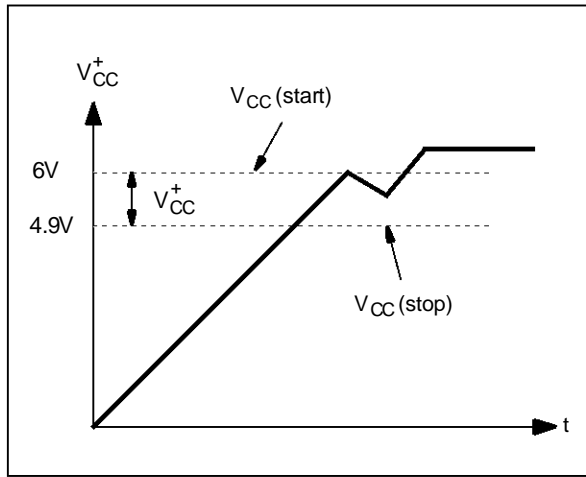 V⁺CC
VCC (start)
6V
V⁺CC
4.9V
VCC (stop)
t